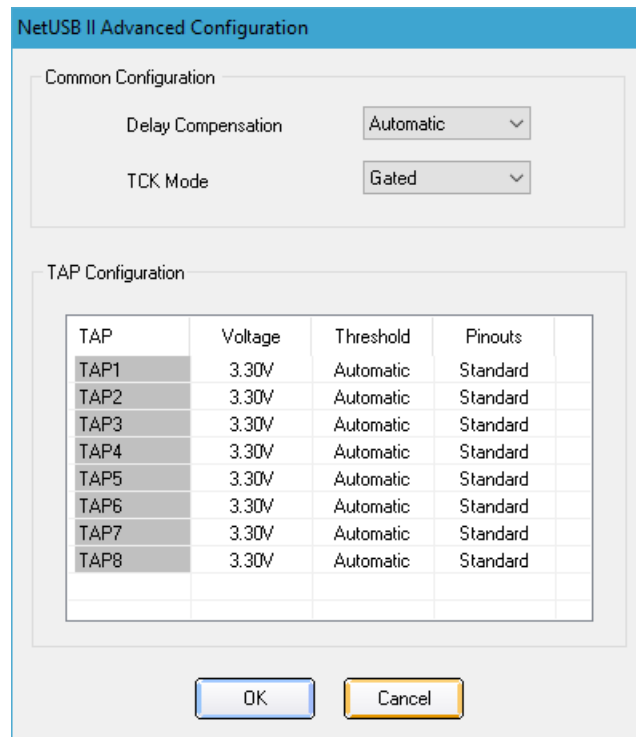 NetUSB II Advanced Configuration
Common Configuration
Delay Compensation Automatic
TCK Mode Gated
TAP Configuration
TAP Voltage Threshold Pinouts
TAP1 3.30V Automatic Standard
TAP2 3.30V Automatic Standard
TAP3 3.30V Automatic Standard
TAP4 3.30V Automatic Standard
TAP5 3.30V Automatic Standard
TAP6 3.30V Automatic Standard
TAP7 3.30V Automatic Standard
TAP8 3.30V Automatic Standard
OK Cancel